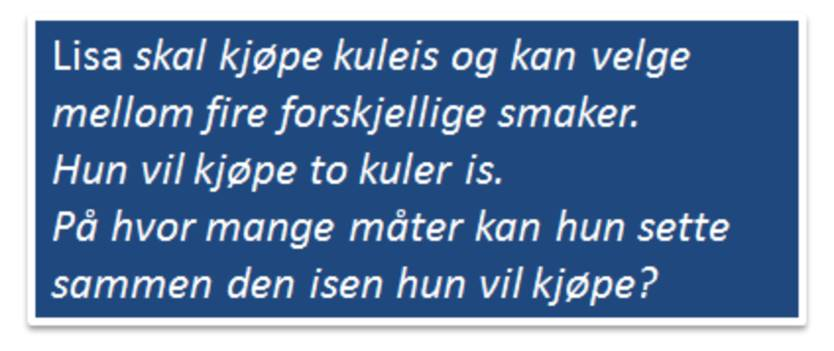 Lisa skal kjøpe kuleis og kan velge
mellom fire forskjellige smaker.
Hun vil kjøpe to kuler is.
På hvor mange måter kan hun sette
sammen den isen hun vil kjøpe?